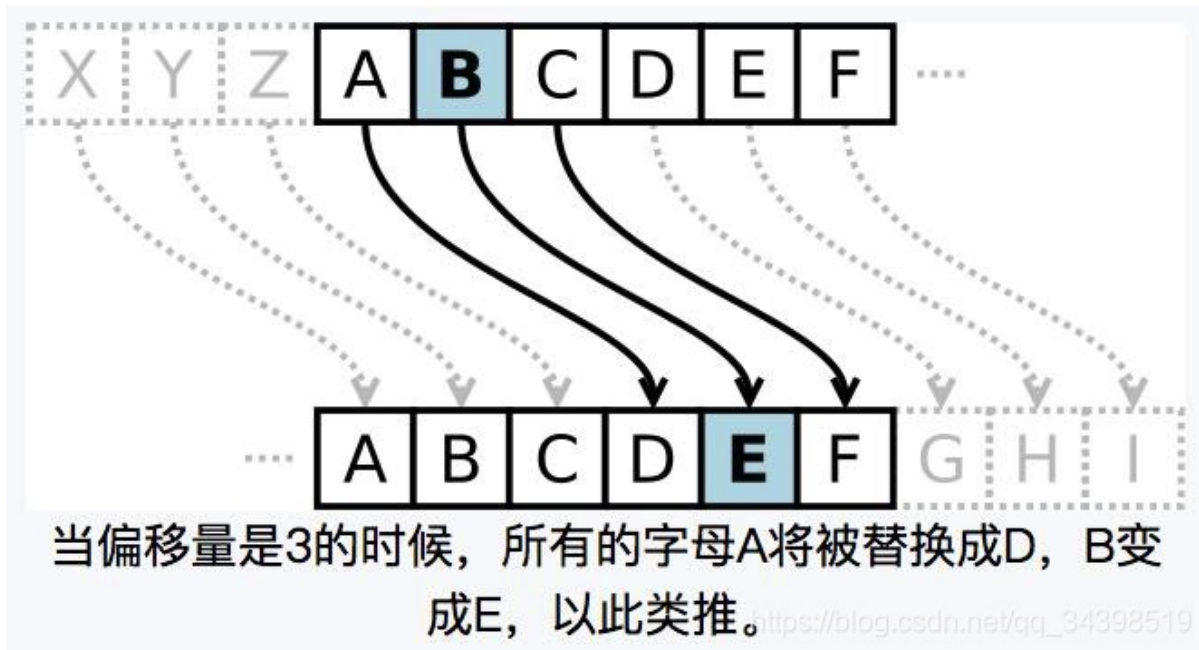 X Y Z A B C D E F ....
.... A B C D E F G H I
当偏移量是3的时候，所有的字母A将被替换成D，B变
成E，以此类推。
https://blog.csdn.net/qq_34398519